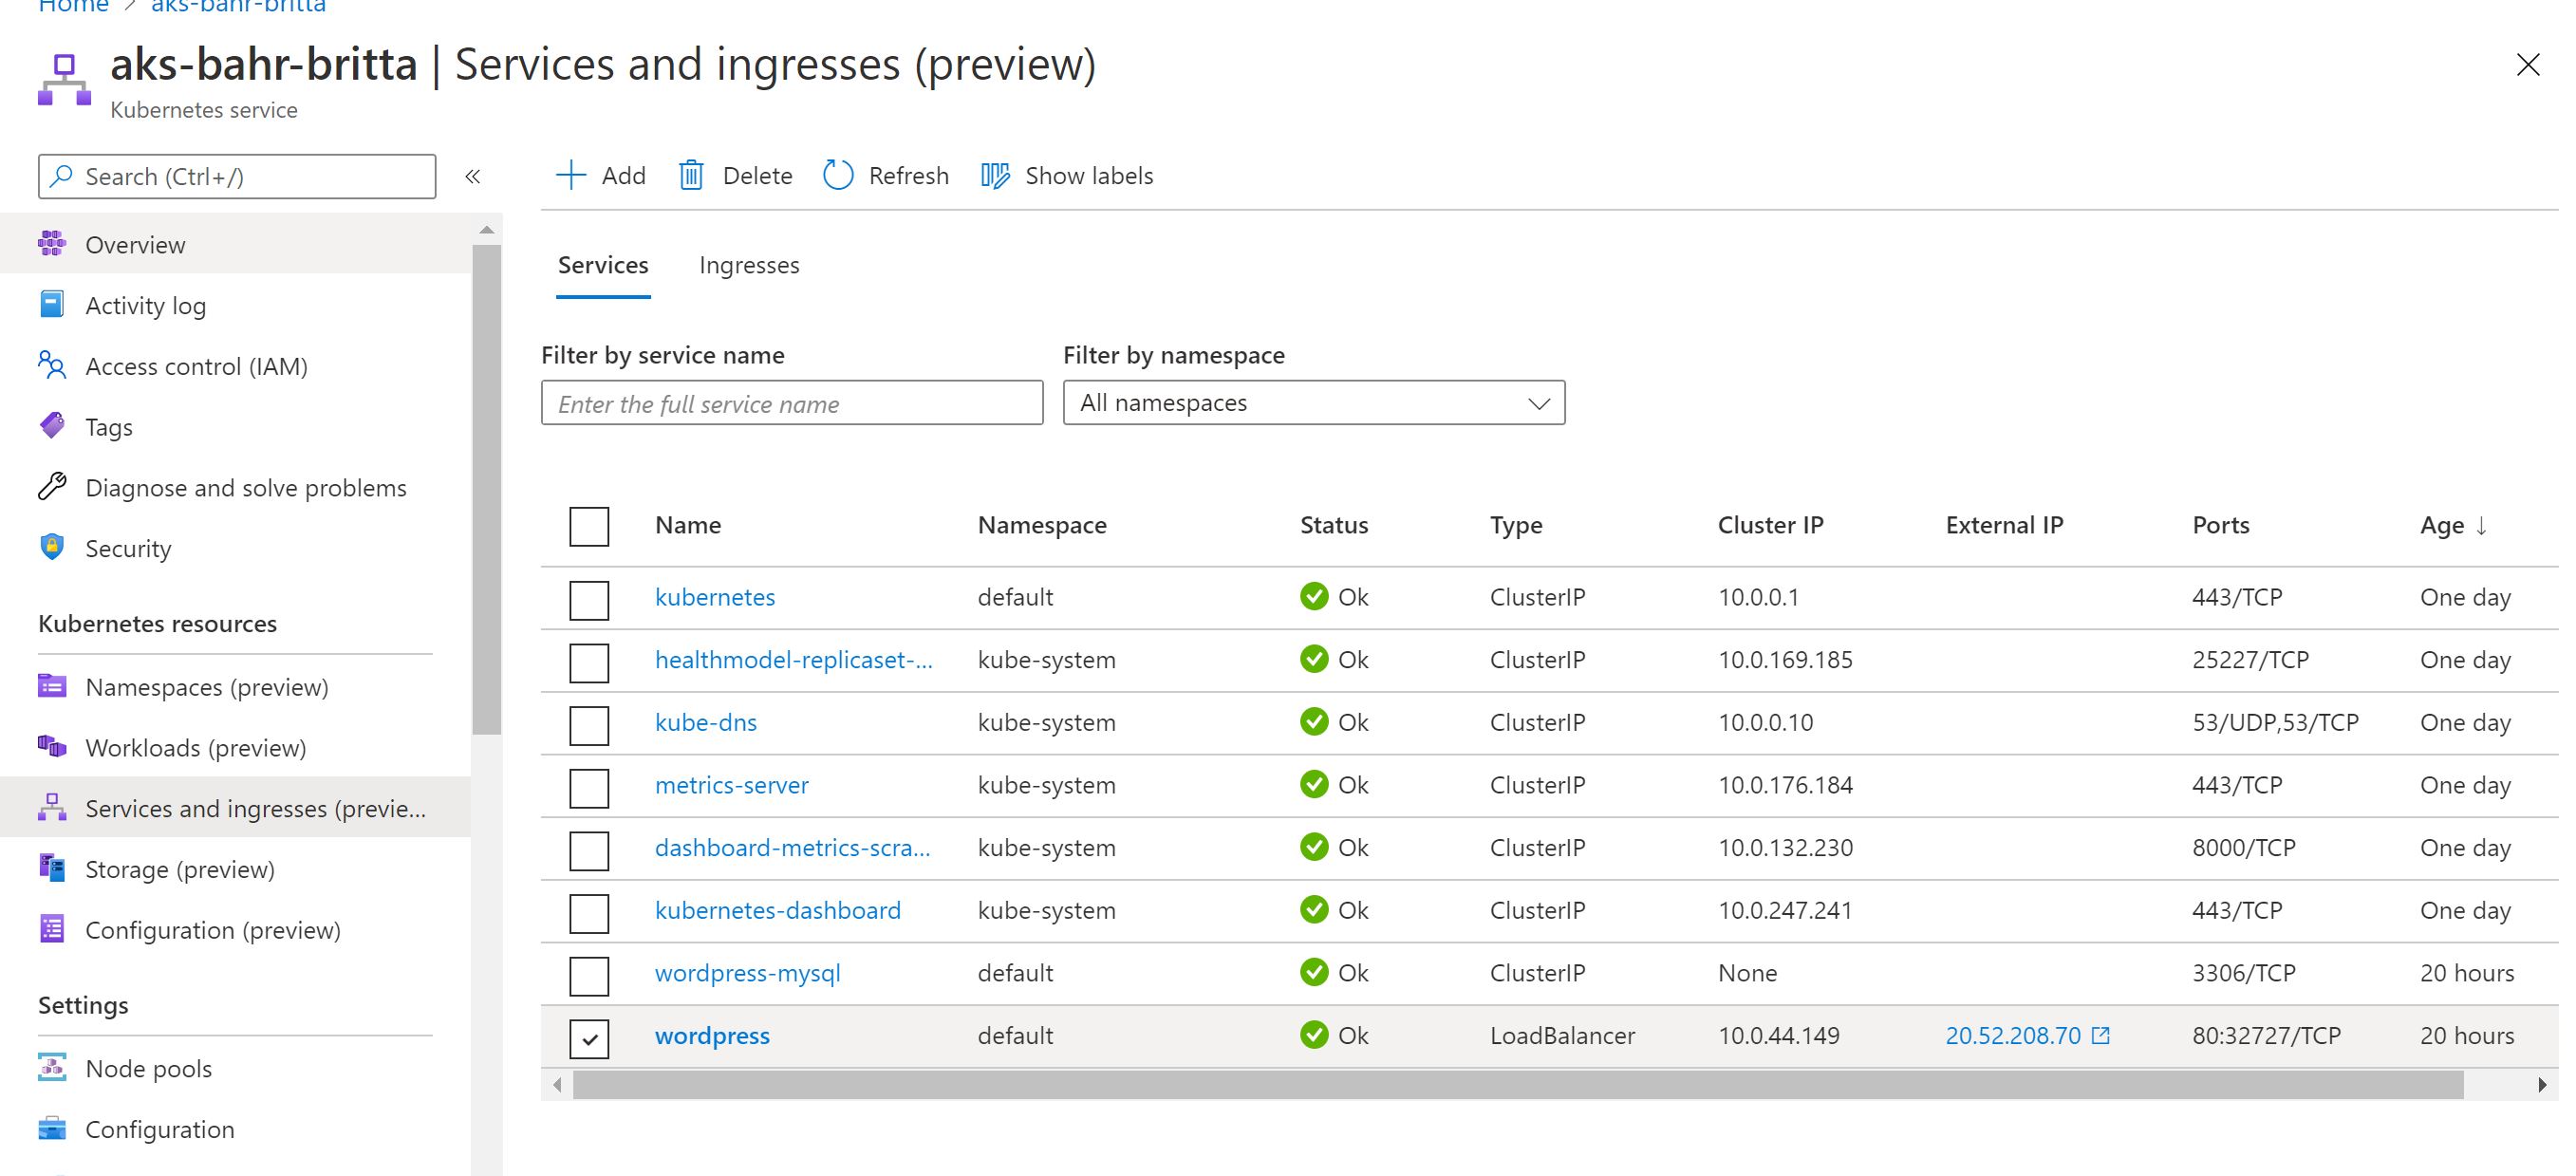 Home > aks-bahr-britta
aks-bahr-britta | Services and ingresses (preview)
Kubernetes service
Search (Ctrl+/)
«
Add Delete Refresh Show labels
Overview
Activity log
Access control (IAM)
Tags
Diagnose and solve problems
Security
Kubernetes resources
Namespaces (preview)
Workloads (preview)
Services and ingresses (previe...
Storage (preview)
Configuration (preview)
Settings
Node pools
Configuration
Services Ingresses
Filter by service name Filter by namespace
Enter the full service name All namespaces
Name Namespace Status Type Cluster IP External IP Ports Age ↓
kubernetes default Ok ClusterIP 10.0.0.1 443/TCP One day
healthmodel-replicaset-... kube-system Ok ClusterIP 10.0.169.185 25227/TCP One day
kube-dns kube-system Ok ClusterIP 10.0.0.10 53/UDP,53/TCP One day
metrics-server kube-system Ok ClusterIP 10.0.176.184 443/TCP One day
dashboard-metrics-scra... kube-system Ok ClusterIP 10.0.132.230 8000/TCP One day
kubernetes-dashboard kube-system Ok ClusterIP 10.0.247.241 443/TCP One day
wordpress-mysql default Ok ClusterIP None 3306/TCP 20 hours
wordpress default Ok LoadBalancer 10.0.44.149 20.52.208.70 80:32727/TCP 20 hours